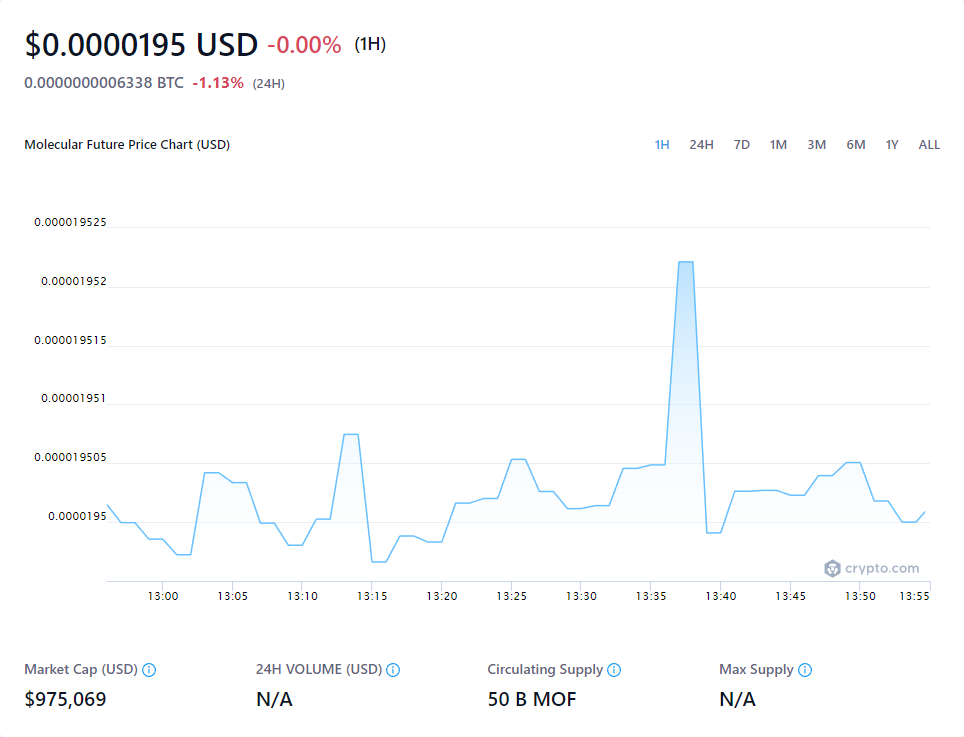 $0.0000195 USD -0.00% (1H)
0.0000000006338 BTC -1.13% (24H)
Molecular Future Price Chart (USD) 1H 24H 7D 1M 3M 6M 1Y ALL
0.000019525
0.00001952
0.000019515
0.00001951
0.000019505
0.0000195
crypto.com
13:00 13:05 13:10 13:15 13:20 13:25 13:30 13:35 13:40 13:45 13:50 13:55
Market Cap (USD) 24H VOLUME (USD) Circulating Supply Max Supply
$975,069 N/A 50 B MOF N/A